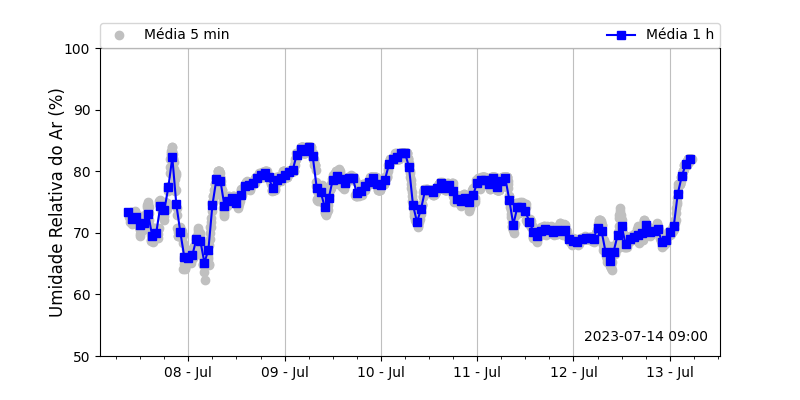 Média 5 min
Média 1 h
Umidade Relativa do Ar (%)
100
90
80
70
60
50
2023-07-14 09:00
08 - Jul
09 - Jul
10 - Jul
11 - Jul
12 - Jul
13 - Jul